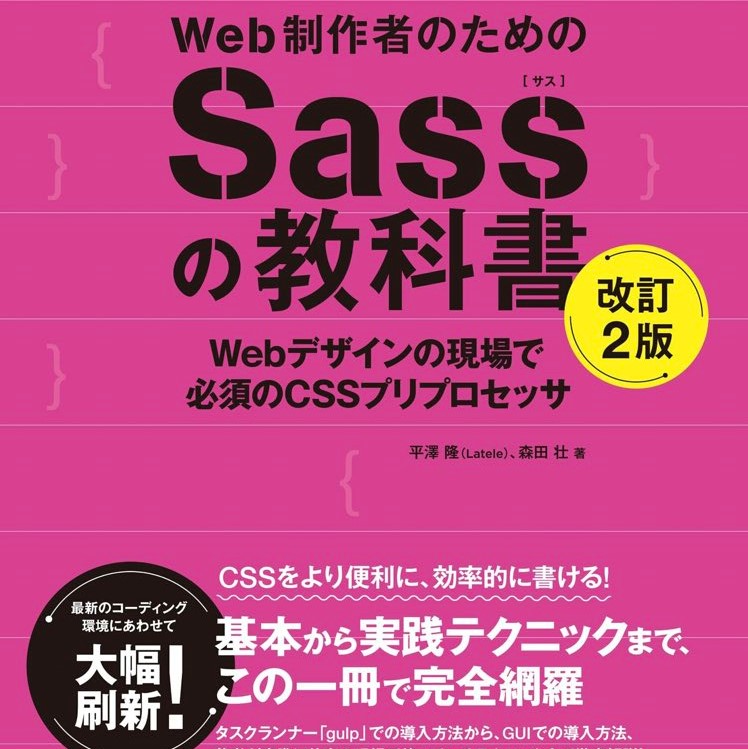 Web制作者のための
Sass
[サス]
の教科書
改訂
2版
Webデザインの現場で
必須のCSSプリプロセッサ
平澤 隆(Latele)、森田 壮 著
CSSをより便利に、効率的に書ける!
最新のコーディング
環境にあわせて
大幅
刷新!
基本から実践テクニックまで、
この一冊で完全網羅
タスクランナー「gulp」での導入方法から、GUIでの導入方法、